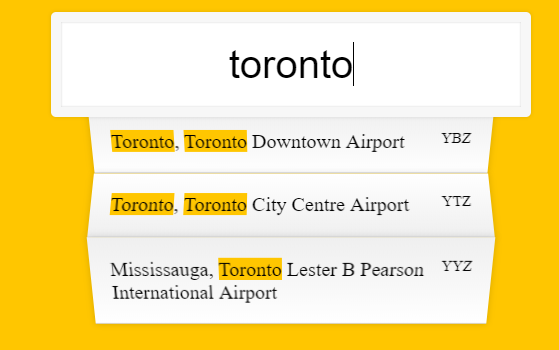 toronto
Toronto, Toronto Downtown Airport YBZ
Toronto, Toronto City Centre Airport YTZ
Mississauga, Toronto Lester B Pearson YYZ
International Airport